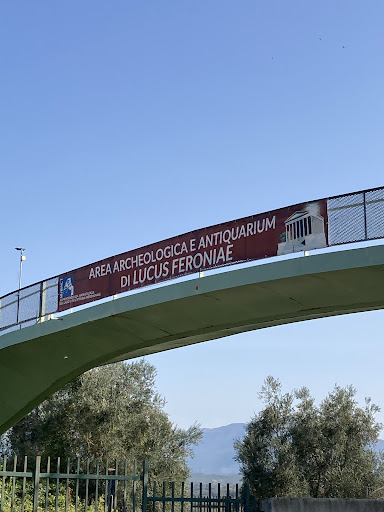 AREA ARCHEOLOGICA E ANTIQUARIUM
DI LUCUS FERONIAE